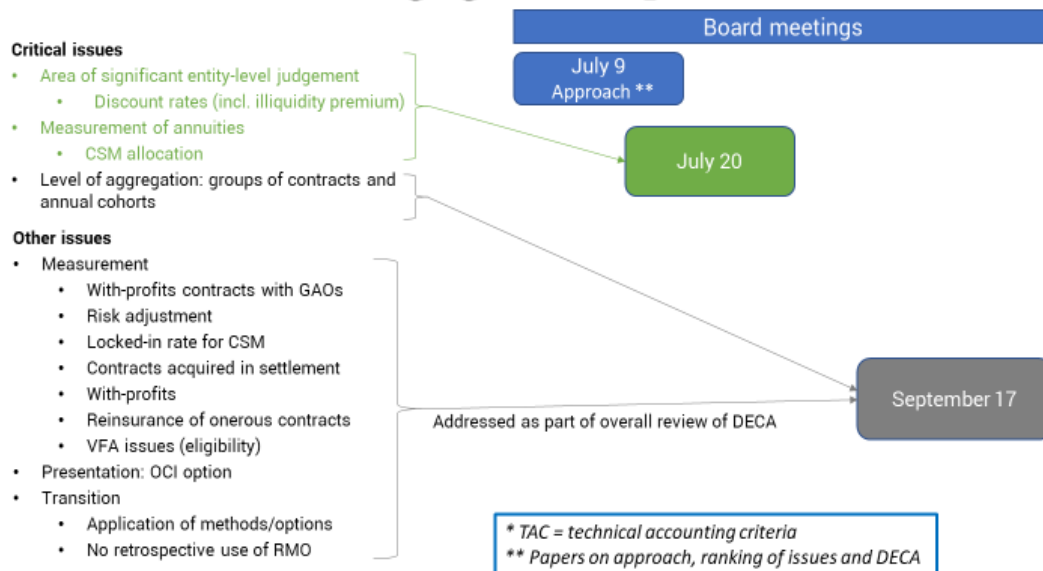 Board meetings
July 9
Approach **
July 20
September 17
Critical issues
• Area of significant entity-level judgement
• Discount rates (incl. illiquidity premium)
• Measurement of annuities
• CSM allocation
• Level of aggregation: groups of contracts and
annual cohorts
Other issues
• Measurement
• With-profits contracts with GAOs
• Risk adjustment
• Locked-in rate for CSM
• Contracts acquired in settlement
• With-profits
• Reinsurance of onerous contracts
• VFA issues (eligibility)
• Presentation: OCI option
• Transition
• Application of methods/options
• No retrospective use of RMO
Addressed as part of overall review of DECA
* TAC = technical accounting criteria
** Papers on approach, ranking of issues and DECA